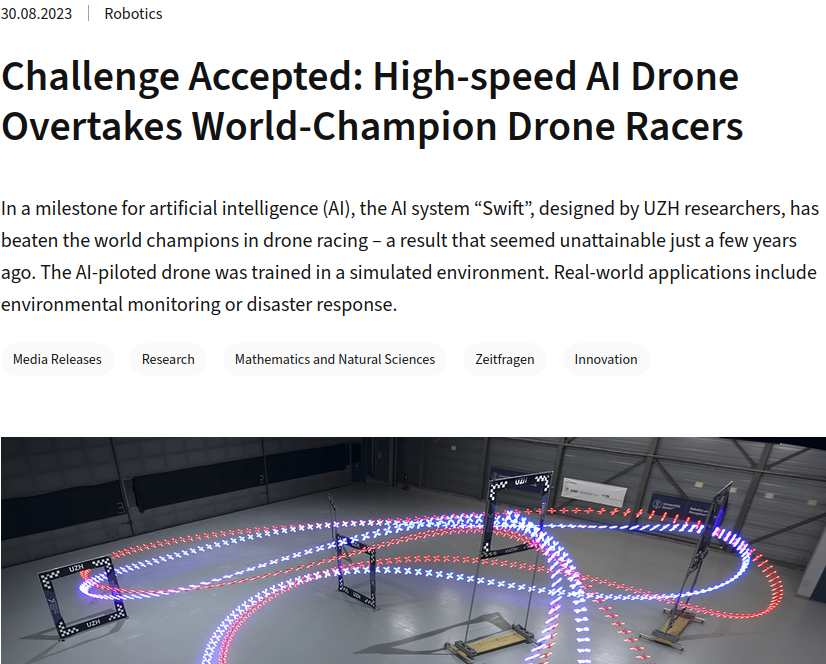 30.08.2023
Robotics
Challenge Accepted: High-speed AI Drone
Overtakes World-Champion Drone Racers
In a milestone for artificial intelligence (AI), the AI system “Swift”, designed by UZH researchers, has
beaten the world champions in drone racing – a result that seemed unattainable just a few years
ago. The AI-piloted drone was trained in a simulated environment. Real-world applications include
environmental monitoring or disaster response.
Media Releases
Research
Mathematics and Natural Sciences
Zeitfragen
Innovation
UZH
UZH
UZH